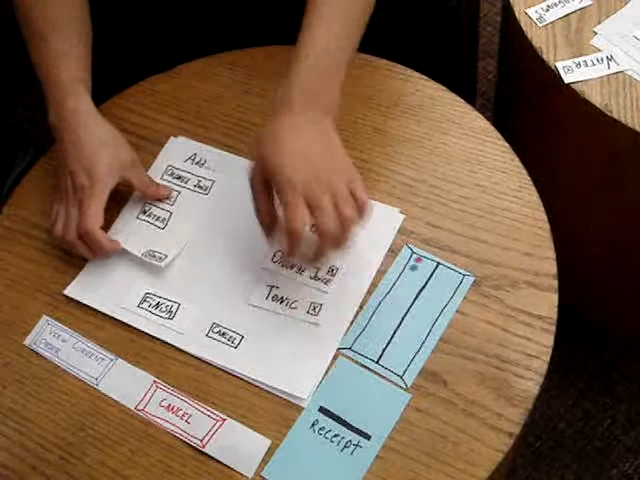 WATER
Add...
ORANGE JUICE
WATER
ORANGE JUICE
TONIC
FINISH
CANCEL
VIEW CURRENT
ORDER
CANCEL
Receipt